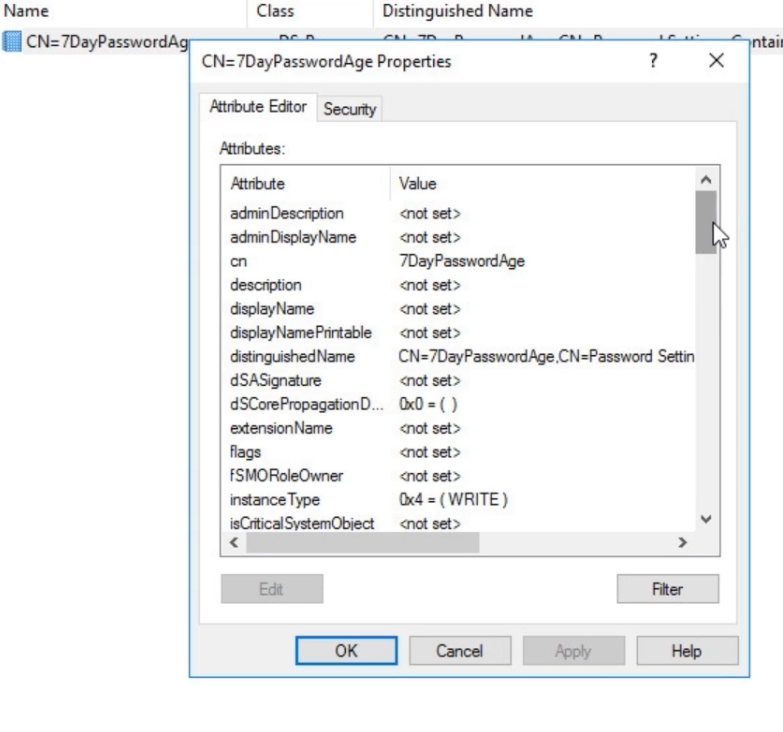 Name Class Distinguished Name
CN=7DayPasswordAg
CN=7DayPasswordAge Properties ? ×
Attribute Editor Security
Attributes:
Attribute Value
adminDescription <not set>
adminDisplayName <not set>
cn 7DayPasswordAge
description <not set>
displayName <not set>
displayNamePrintable <not set>
distinguishedName CN=7DayPasswordAge,CN=Password Settin
dSASignature <not set>
dSCorePropagationD... 0x0 = ( )
extensionName <not set>
flags <not set>
fSMORoleOwner <not set>
instanceType 0x4 = ( WRITE )
isCriticalSystemObject <not set>
Edit Filter
OK Cancel Apply Help